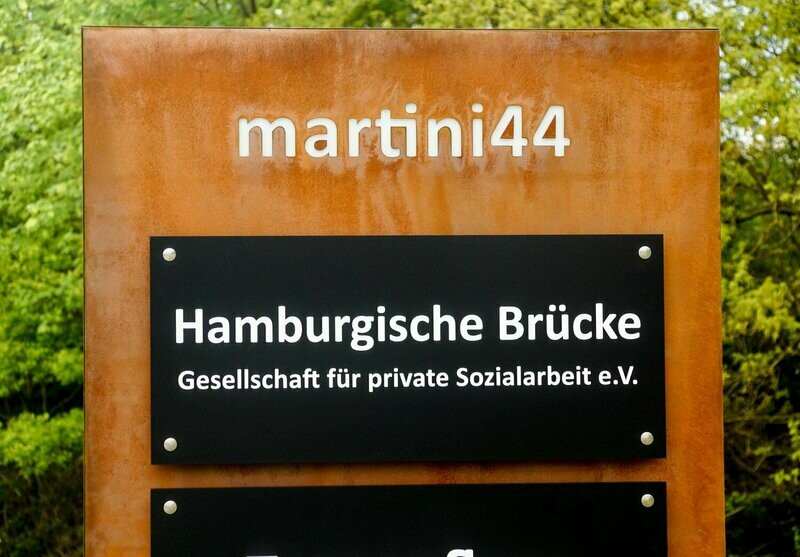 martini44
Hamburgische Brücke
Gesellschaft für private Sozialarbeit e.V.